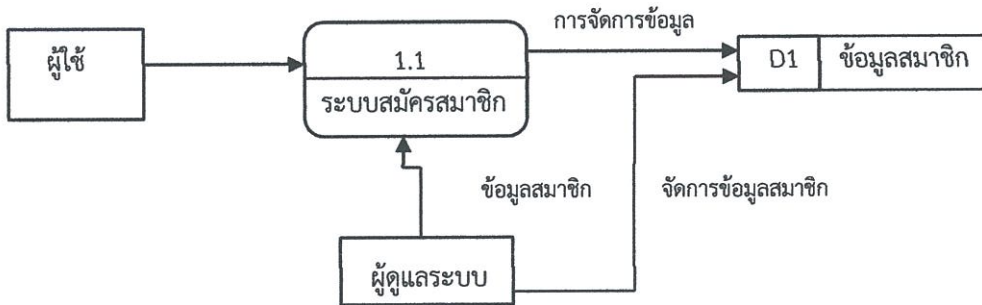 การจัดการข้อมูล
ผู้ใช้
1.1
ระบบสมัครสมาชิก
D1
ข้อมูลสมาชิก
ข้อมูลสมาชิก
จัดการข้อมูลสมาชิก
ผู้ดูแลระบบ